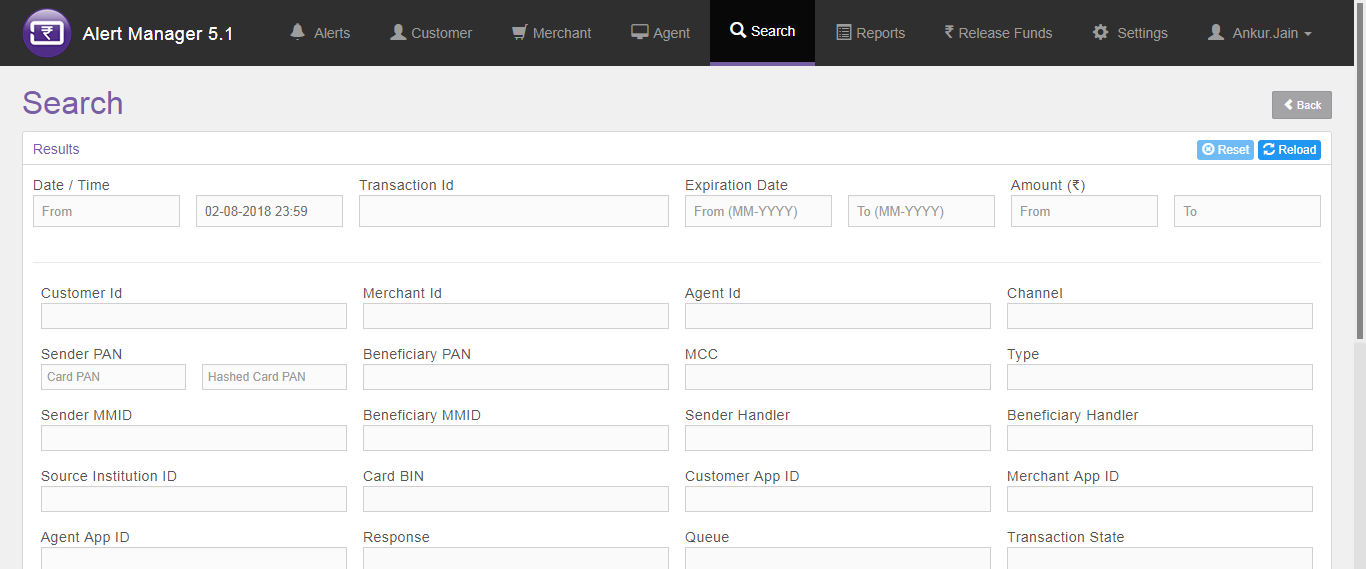 ₹ Alert Manager 5.1 Alerts Customer Merchant Agent Search Reports ₹ Release Funds Settings Ankur.Jain
Search Back
Results Reset Reload
Date / Time Transaction Id Expiration Date Amount (₹)
From 02-08-2018 23:59 From (MM-YYYY) To (MM-YYYY) From To
Customer Id Merchant Id Agent Id Channel
Sender PAN Beneficiary PAN MCC Type
Card PAN Hashed Card PAN
Sender MMID Beneficiary MMID Sender Handler Beneficiary Handler
Source Institution ID Card BIN Customer App ID Merchant App ID
Agent App ID Response Queue Transaction State